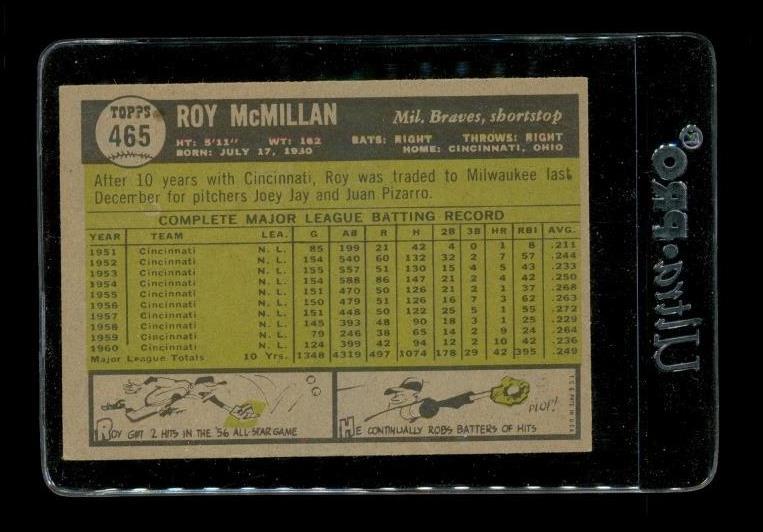 TOPPS
465
ROY McMILLAN
Mil. Braves, shortstop
HT: 5'11" WT: 162 BATS: RIGHT THROWS: RIGHT
BORN: JULY 17, 1930 HOME: CINCINNATI, OHIO
After 10 years with Cincinnati, Roy was traded to Milwaukee last
December for pitchers Joey Jay and Juan Pizarro.
COMPLETE MAJOR LEAGUE BATTING RECORD
YEAR TEAM LEA. G AB R H 2B 3B HR RBI AVG.
1951 Cincinnati N. L. 85 199 21 42 4 0 1 8 .211
1952 Cincinnati N. L. 154 540 60 132 32 2 7 57 .244
1953 Cincinnati N. L. 155 557 51 130 15 4 5 43 .233
1954 Cincinnati N. L. 154 588 86 147 21 2 4 42 .250
1955 Cincinnati N. L. 151 470 50 126 21 2 1 37 .268
1956 Cincinnati N. L. 150 479 51 126 16 7 3 62 .263
1957 Cincinnati N. L. 151 448 50 122 25 5 1 55 .272
1958 Cincinnati N. L. 145 393 48 90 18 3 1 25 .229
1959 Cincinnati N. L. 79 246 38 65 14 2 9 24 .264
1960 Cincinnati N. L. 124 399 42 94 12 2 10 42 .236
Major League Totals 10 Yrs. 1348 4319 497 1074 178 29 42 395 .249
ROY GOT 2 HITS IN THE '56 ALL-STAR GAME
PLOP!
HE CONTINUALLY ROBS BATTERS OF HITS
Ultra·PRO®